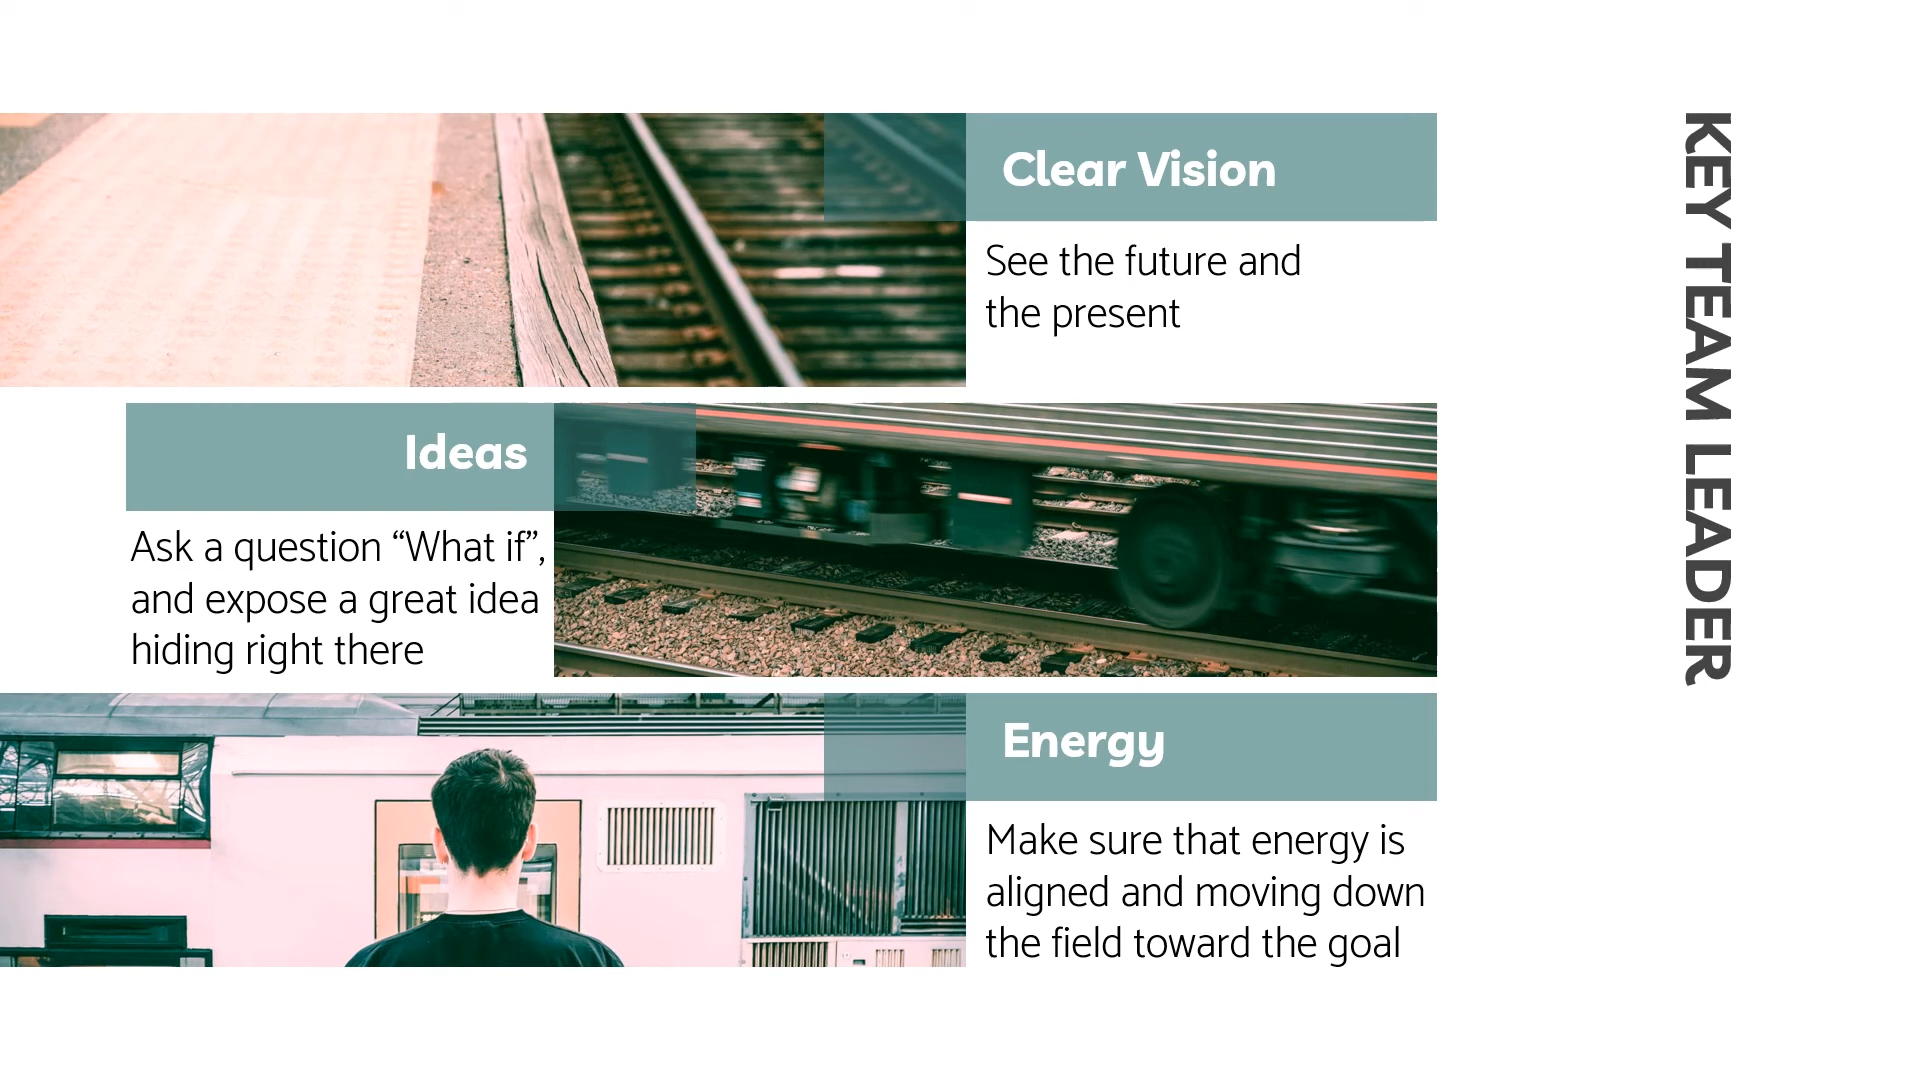 Clear Vision
See the future and
the present
Ideas
Ask a question “What if”,
and expose a great idea
hiding right there
Energy
Make sure that energy is
aligned and moving down
the field toward the goal
KEY TEAM LEADER